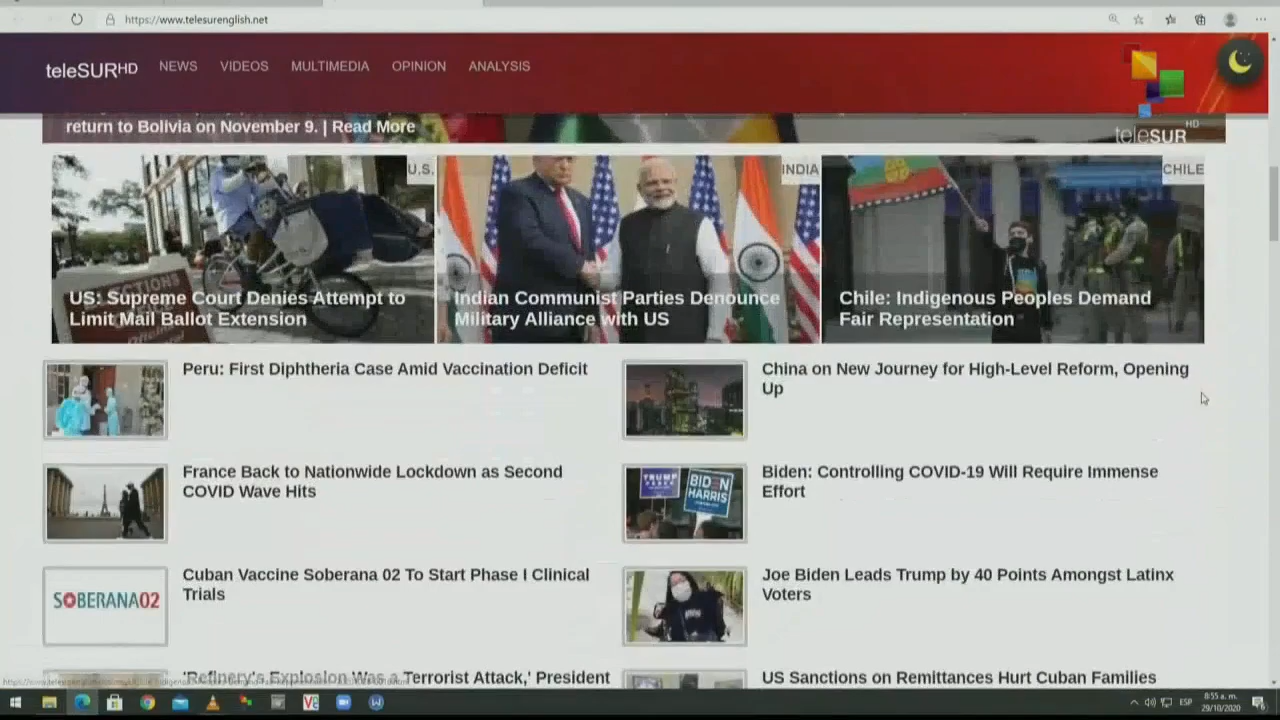 https://www.telesurenglish.net
teleSURHD
NEWS
VIDEOS
MULTIMEDIA
OPINION
ANALYSIS
return to Bolivia on November 9. | Read More
HD
teleSUR
U.S.
US: Supreme Court Denies Attempt to
Limit Mail Ballot Extension
INDIA
Indian Communist Parties Denounce
Military Alliance with US
CHILE
Chile: Indigenous Peoples Demand
Fair Representation
Peru: First Diphtheria Case Amid Vaccination Deficit
China on New Journey for High-Level Reform, Opening
Up
France Back to Nationwide Lockdown as Second
COVID Wave Hits
TRUMP
BIDEN
HARRIS
Biden: Controlling COVID-19 Will Require Immense
Effort
SOBERANA02
Cuban Vaccine Soberana 02 To Start Phase I Clinical
Trials
Joe Biden Leads Trump by 40 Points Amongst Latinx
Voters
'Refinery's Explosion Was a Terrorist Attack,' President
US Sanctions on Remittances Hurt Cuban Families
ESP
8:55 a. m.
29/10/2020